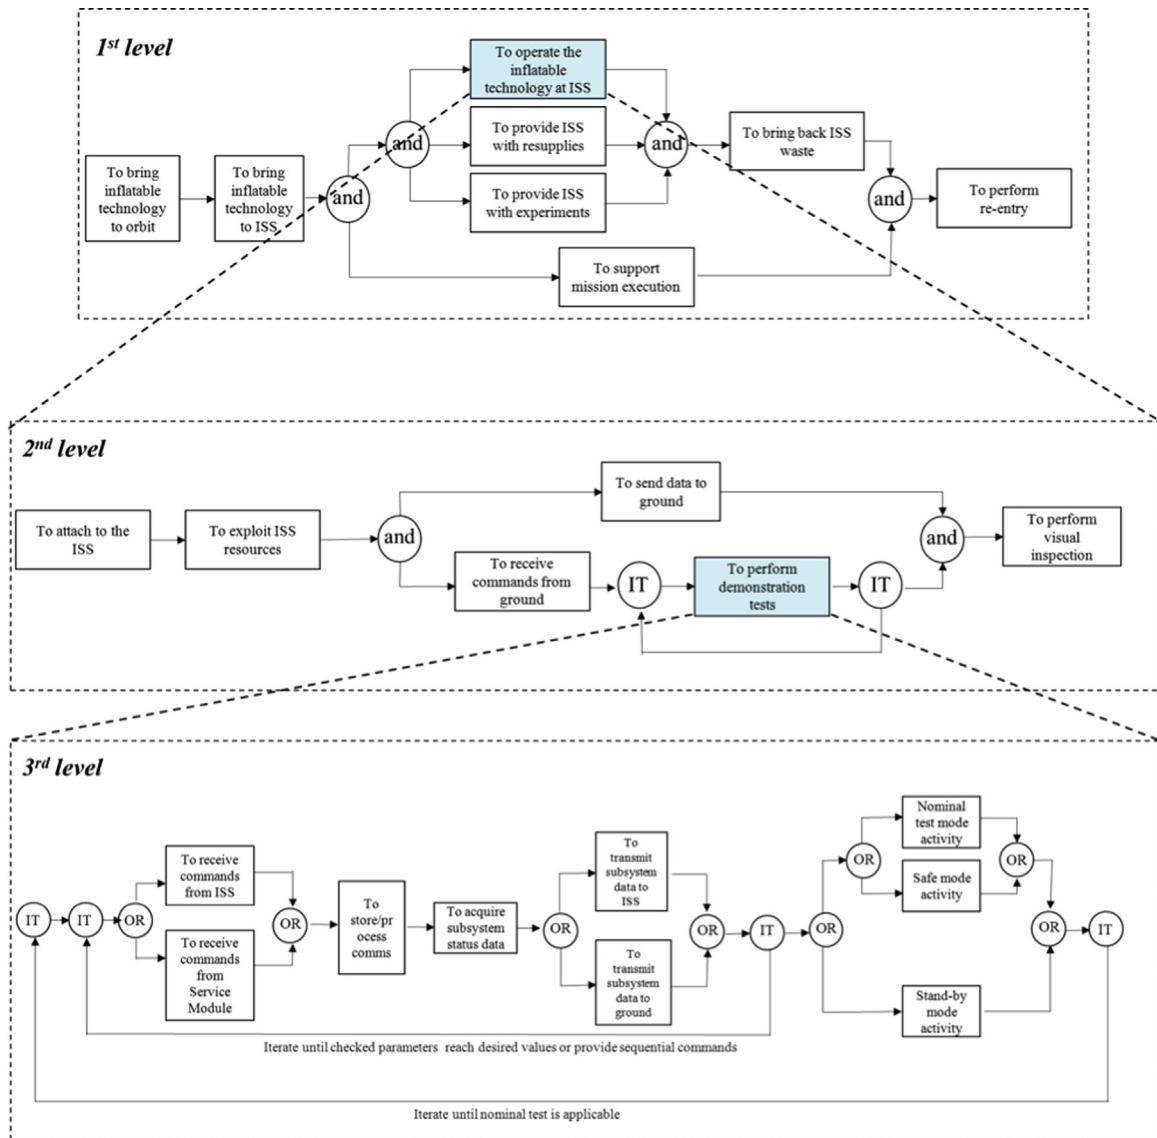 1st level
To operate the
inflatable
technology at ISS
To provide ISS
with resupplies
To provide ISS
with experiments
and
and
To bring back ISS
waste
To bring
inflatable
technology
to orbit
To bring
inflatable
technology
to ISS
and
and
To perform
re-entry
To support
mission execution
2nd level
To send data to
ground
To attach to the
ISS
To exploit ISS
resources
and
To receive
commands from
ground
IT
To perform
demonstration
tests
IT
and
To perform
visual
inspection
3rd level
IT
IT
OR
To receive
commands
from ISS
To receive
commands
from
Service
Module
OR
To
store/pr
ocess
comms
To acquire
subsystem
status data
OR
To
transmit
subsystem
data to
ISS
To
transmit
subsystem
data to
ground
OR
IT
OR
OR
Nominal
test mode
activity
Safe mode
activity
OR
Stand-by
mode
activity
OR
IT
Iterate until checked parameters reach desired values or provide sequential commands
Iterate until nominal test is applicable